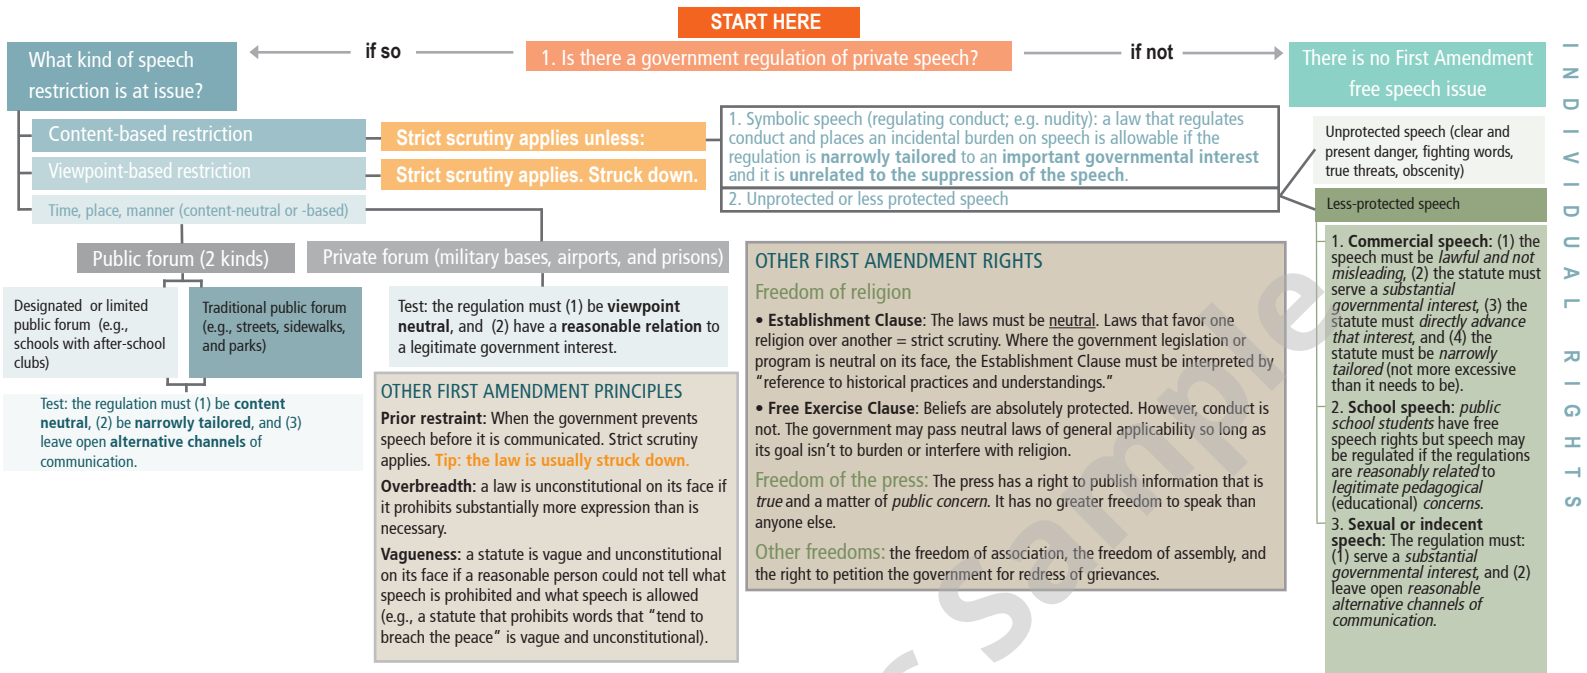 START HERE
1. Is there a government regulation of private speech?
if so
if not
What kind of speech
restriction is at issue?
There is no First Amendment
free speech issue
INDIVIDUAL RIGHTS
Content-based restriction
Strict scrutiny applies unless:
Viewpoint-based restriction
Strict scrutiny applies. Struck down.
Time, place, manner (content-neutral or -based)
1. Symbolic speech (regulating conduct; e.g. nudity): a law that regulates
conduct and places an incidental burden on speech is allowable if the
regulation is narrowly tailored to an important governmental interest
and it is unrelated to the suppression of the speech.
2. Unprotected or less protected speech
Unprotected speech (clear and
present danger, fighting words,
true threats, obscenity)
Less-protected speech
1. Commercial speech: (1) the
speech must be lawful and not
misleading, (2) the statute must
serve a substantial
governmental interest, (3) the
statute must directly advance
that interest, and (4) the
statute must be narrowly
tailored (not more excessive
than it needs to be).
2. School speech: public
school students have free
speech rights but speech may
be regulated if the regulations
are reasonably related to
legitimate pedagogical
(educational) concerns.
3. Sexual or indecent
speech: The regulation must:
(1) serve a substantial
governmental interest, and (2)
leave open reasonable
alternative channels of
communication.
Public forum (2 kinds)
Private forum (military bases, airports, and prisons)
Designated or limited
public forum (e.g.,
schools with after-school
clubs)
Traditional public forum
(e.g., streets, sidewalks,
and parks)
Test: the regulation must (1) be content
neutral, (2) be narrowly tailored, and (3)
leave open alternative channels of
communication.
Test: the regulation must (1) be viewpoint
neutral, and (2) have a reasonable relation to
a legitimate government interest.
OTHER FIRST AMENDMENT PRINCIPLES
Prior restraint: When the government prevents
speech before it is communicated. Strict scrutiny
applies. Tip: the law is usually struck down.
Overbreadth: a law is unconstitutional on its face if
it prohibits substantially more expression than is
necessary.
Vagueness: a statute is vague and unconstitutional
on its face if a reasonable person could not tell what
speech is prohibited and what speech is allowed
(e.g., a statute that prohibits words that “tend to
breach the peace” is vague and unconstitutional).
OTHER FIRST AMENDMENT RIGHTS
Freedom of religion
• Establishment Clause: The laws must be neutral. Laws that favor one
religion over another = strict scrutiny. Where the government legislation or
program is neutral on its face, the Establishment Clause must be interpreted by
“reference to historical practices and understandings.”
• Free Exercise Clause: Beliefs are absolutely protected. However, conduct is
not. The government may pass neutral laws of general applicability so long as
its goal isn’t to burden or interfere with religion.
Freedom of the press: The press has a right to publish information that is
true and a matter of public concern. It has no greater freedom to speak than
anyone else.
Other freedoms: the freedom of association, the freedom of assembly, and
the right to petition the government for redress of grievances.
Sample